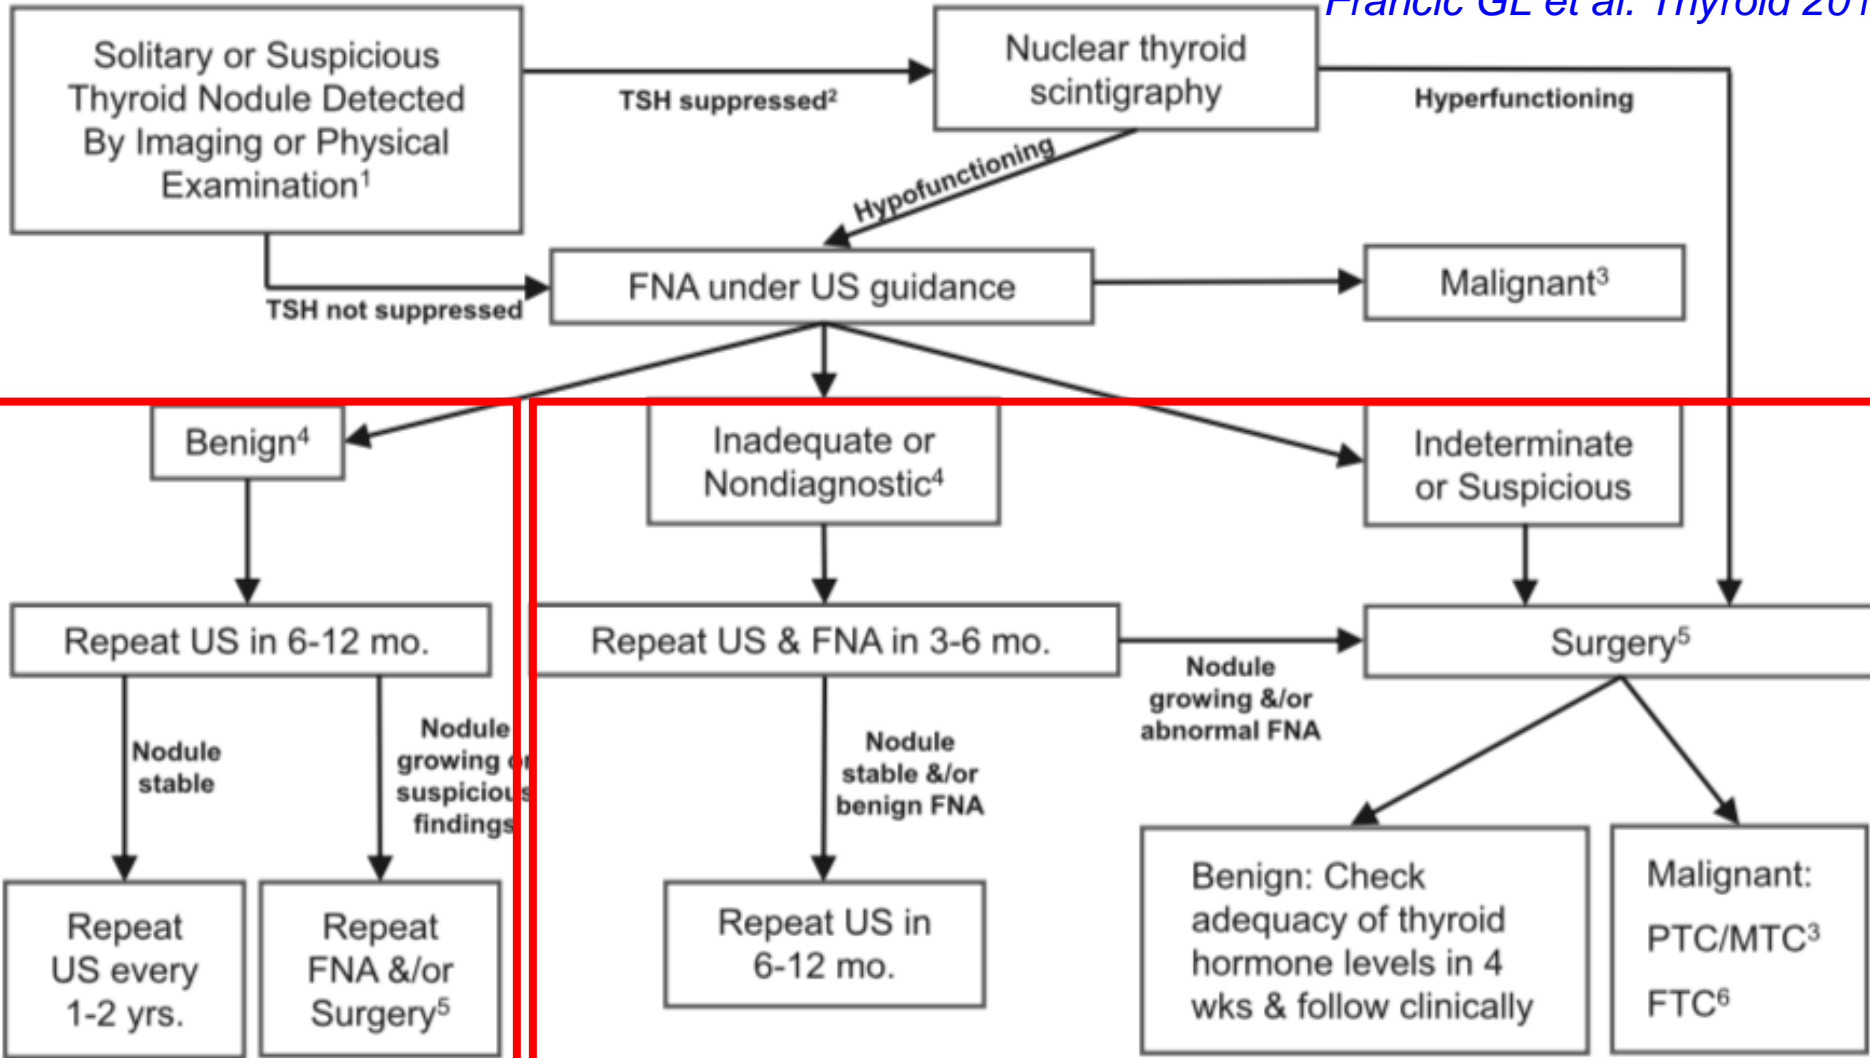 Francic GL et al. Thyroid 201
Solitary or Suspicious
Thyroid Nodule Detected
By Imaging or Physical
Examination¹
TSH suppressed²
Nuclear thyroid
scintigraphy
Hyperfunctioning
Hypofunctioning
TSH not suppressed
FNA under US guidance
Malignant³
Benign⁴
Inadequate or
Nondiagnostic⁴
Indeterminate
or Suspicious
Repeat US in 6-12 mo.
Repeat US & FNA in 3-6 mo.
Nodule
growing &/or
abnormal FNA
Surgery⁵
Nodule
stable
Nodule
growing or
suspicious
findings
Nodule
stable &/or
benign FNA
Repeat
US every
1-2 yrs.
Repeat
FNA &/or
Surgery⁵
Repeat US in
6-12 mo.
Benign: Check
adequacy of thyroid
hormone levels in 4
wks & follow clinically
Malignant:
PTC/MTC³
FTC⁶